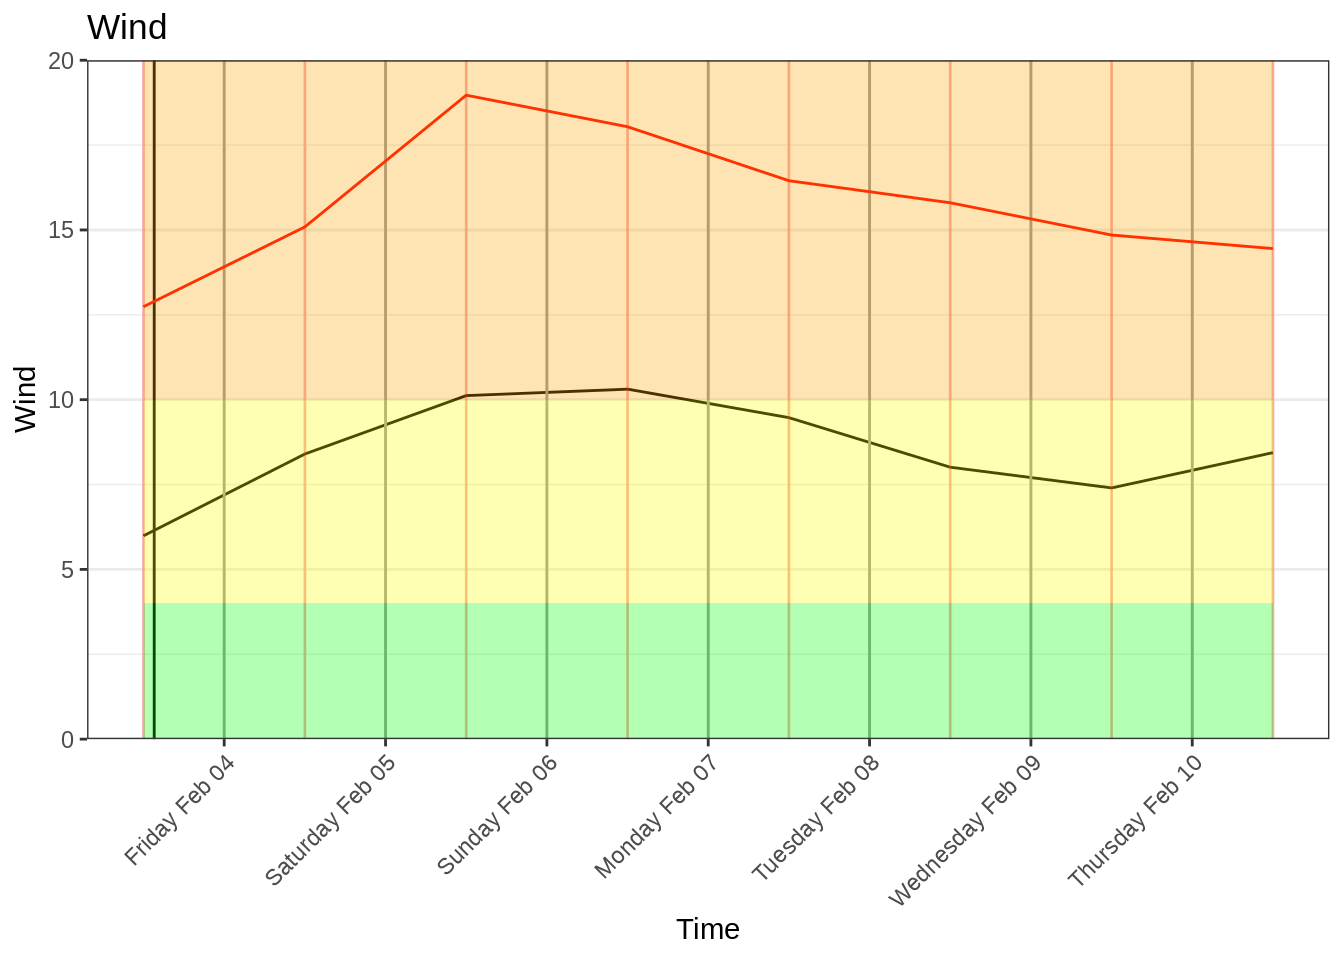 Wind
20
15
10
5
0
Wind
Friday Feb 04
Saturday Feb 05
Sunday Feb 06
Monday Feb 07
Tuesday Feb 08
Wednesday Feb 09
Thursday Feb 10
Time